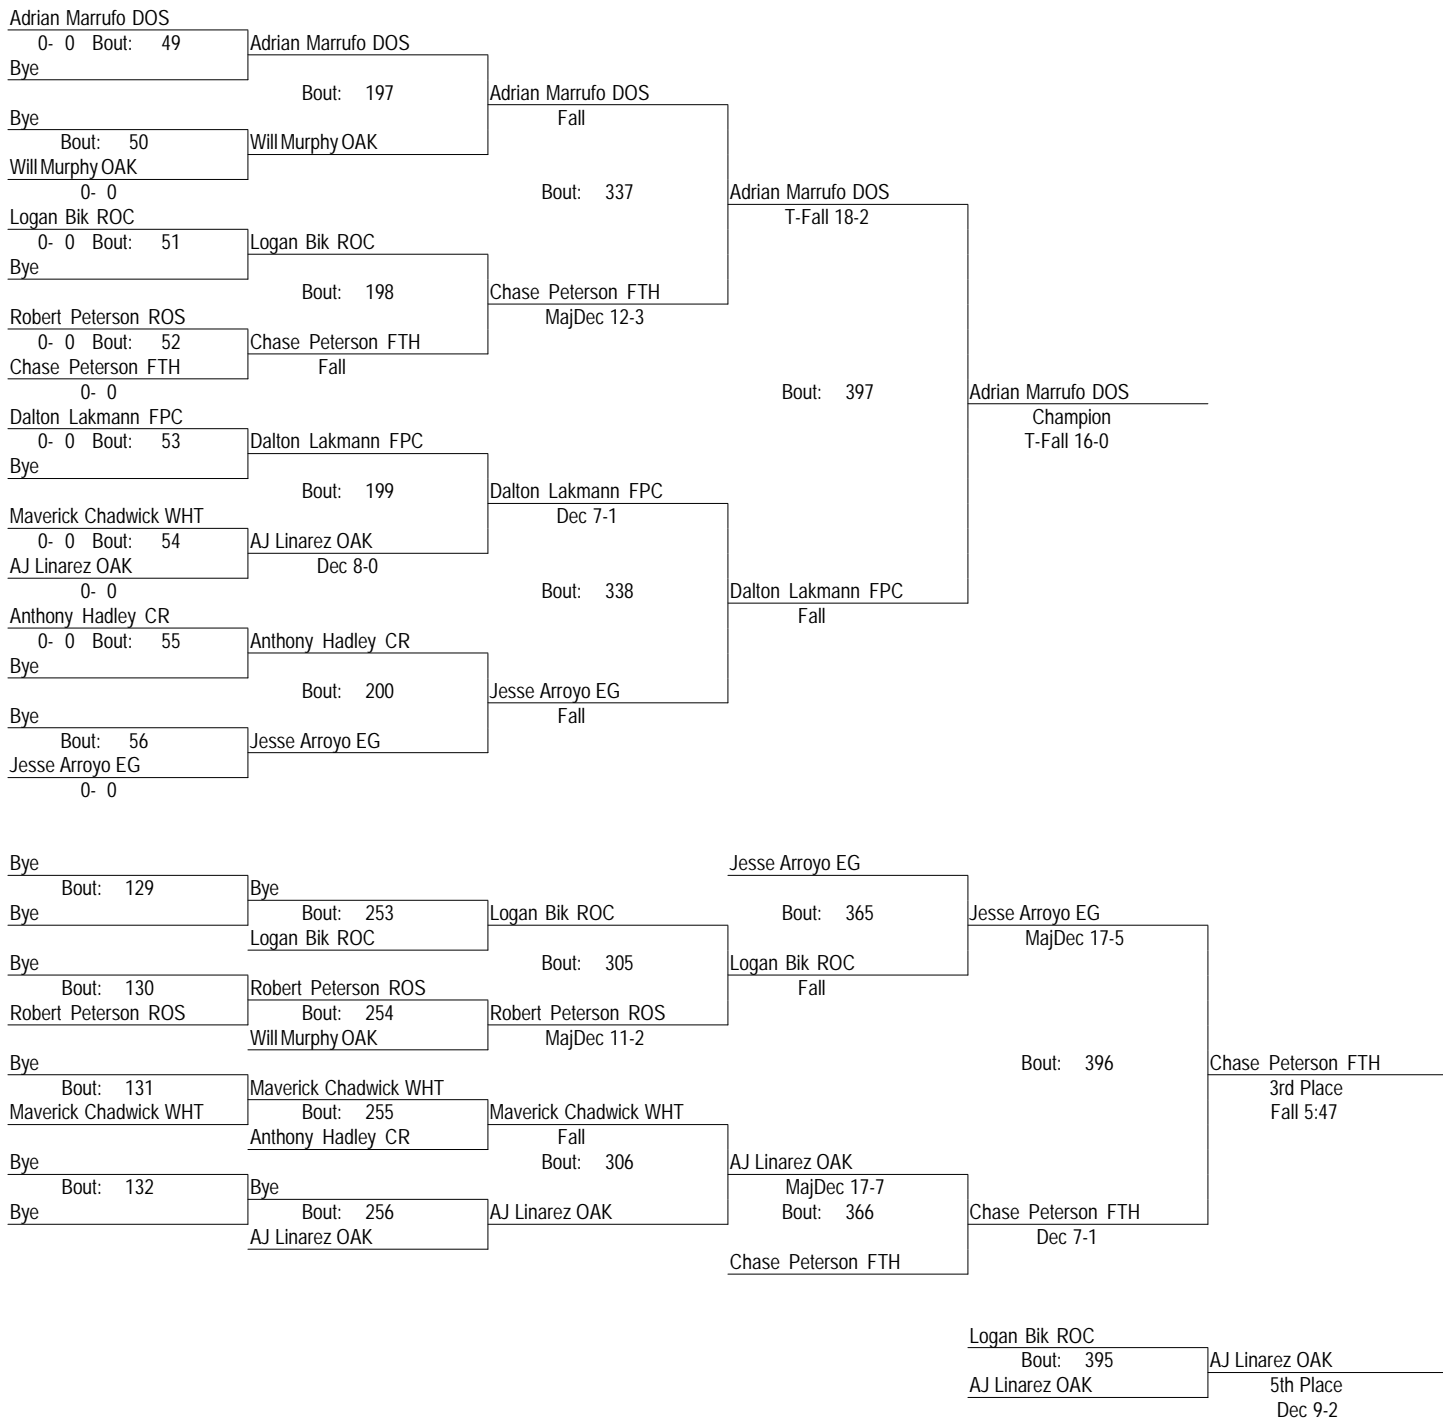 Adrian Marrufo DOS
0- 0 Bout: 49
Adrian Marrufo DOS
Bye
Bout: 197
Adrian Marrufo DOS
Bye
Fall
Bout: 50
Will Murphy OAK
Will Murphy OAK
0- 0
Bout: 337
Adrian Marrufo DOS
Logan Bik ROC
T-Fall 18-2
0- 0 Bout: 51
Logan Bik ROC
Bye
Bout: 198
Chase Peterson FTH
Robert Peterson ROS
MajDec 12-3
0- 0 Bout: 52
Chase Peterson FTH
Chase Peterson FTH
Fall
0- 0
Bout: 397
Adrian Marrufo DOS
Dalton Lakmann FPC
Champion
0- 0 Bout: 53
Dalton Lakmann FPC
T-Fall 16-0
Bye
Bout: 199
Dalton Lakmann FPC
Maverick Chadwick WHT
Dec 7-1
0- 0 Bout: 54
AJ Linarez OAK
AJ Linarez OAK
Dec 8-0
0- 0
Bout: 338
Dalton Lakmann FPC
Anthony Hadley CR
Fall
0- 0 Bout: 55
Anthony Hadley CR
Bye
Bout: 200
Jesse Arroyo EG
Bye
Fall
Bout: 56
Jesse Arroyo EG
Jesse Arroyo EG
0- 0
Bye
Jesse Arroyo EG
Bout: 129
Bye
Bye
Bout: 253
Logan Bik ROC
Bout: 365
Jesse Arroyo EG
Logan Bik ROC
MajDec 17-5
Bye
Bout: 305
Logan Bik ROC
Bout: 130
Robert Peterson ROS
Fall
Robert Peterson ROS
Bout: 254
Robert Peterson ROS
Will Murphy OAK
MajDec 11-2
Bye
Bout: 396
Chase Peterson FTH
Bout: 131
Maverick Chadwick WHT
3rd Place
Maverick Chadwick WHT
Bout: 255
Maverick Chadwick WHT
Fall 5:47
Anthony Hadley CR
Fall
Bye
Bout: 306
AJ Linarez OAK
Bout: 132
Bye
MajDec 17-7
Bye
Bout: 256
AJ Linarez OAK
Bout: 366
Chase Peterson FTH
AJ Linarez OAK
Dec 7-1
Chase Peterson FTH
Logan Bik ROC
Bout: 395
AJ Linarez OAK
AJ Linarez OAK
5th Place
Dec 9-2